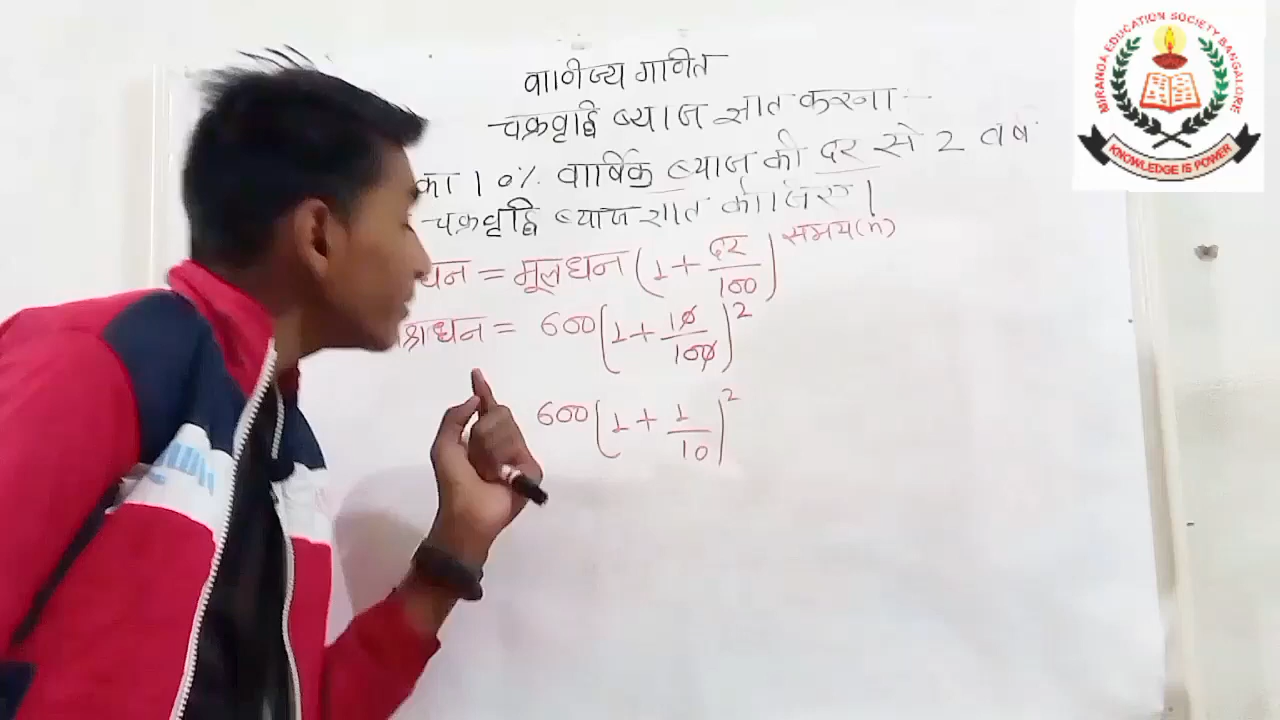 वाणिज्य गणित
चक्रवृद्धि ब्याज ज्ञात करना :-
का 10% वार्षिक ब्याज की दर से 2 वर्ष
चक्रवृद्धि ब्याज ज्ञात कीजिए।
धन = मूलधन (1 + दर/100)^समय(n)
श्राधन = 600 (1 + 10/100)^2
600 (1 + 1/10)^2
MIRANDA EDUCATION SOCIETY BANGALORE
KNOWLEDGE IS POWER